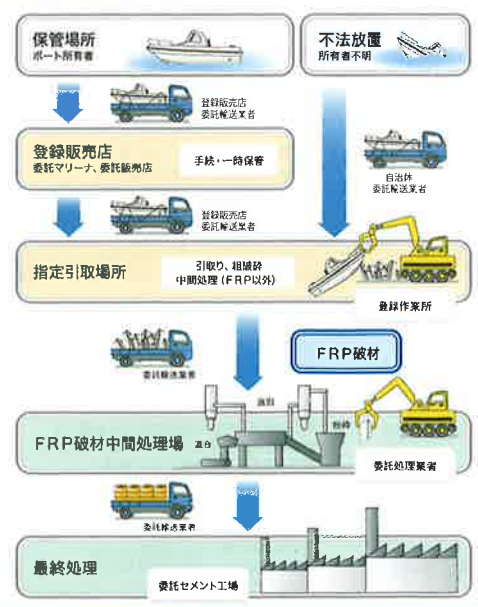 保管場所
ボート所有者
不法放置
所有者不明
登録販売店
委託輸送業者
登録販売店
委託マリーナ、委託販売店
手続・一時保管
自治体
委託輸送業者
登録販売店
委託輸送業者
指定引取場所
引取り、粗破砕
中間処理(FRP以外)
登録作業所
FRP破材
委託輸送業者
選別
粉砕
混合
FRP破材中間処理場
委託処理業者
委託輸送業者
最終処理
委託セメント工場